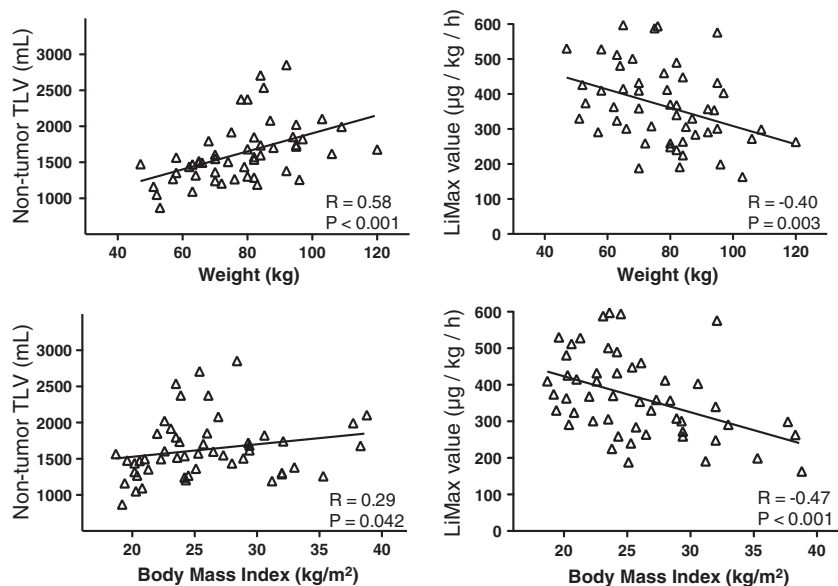 Non-tumor TLV (mL)
3000
2500
2000
1500
1000
R = 0.58
P < 0.001
40 60 80 100 120
Weight (kg)
LiMax value (µg / kg / h)
600
500
400
300
200
100
0
R = -0.40
P = 0.003
40 60 80 100 120
Weight (kg)
Non-tumor TLV (mL)
3000
2500
2000
1500
1000
R = 0.29
P = 0.042
20 25 30 35 40
Body Mass Index (kg/m²)
LiMax value (µg / kg / h)
600
500
400
300
200
100
0
R = -0.47
P < 0.001
20 25 30 35 40
Body Mass Index (kg/m²)